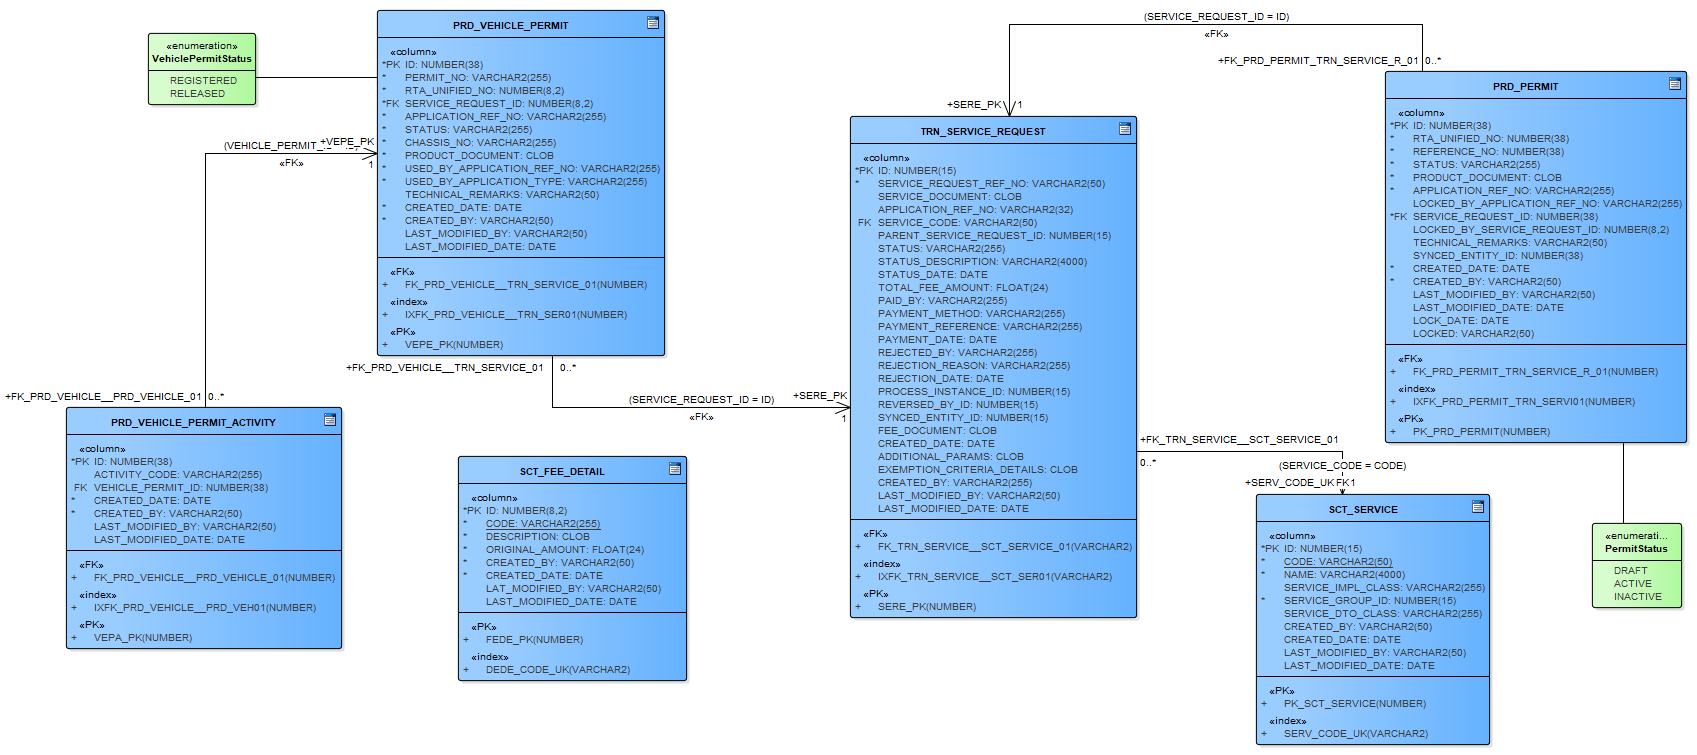 «enumeration»
VehiclePermitStatus
REGISTERED
RELEASED
PRD_VEHICLE_PERMIT
«column»
*PK ID: NUMBER(38)
* PERMIT_NO: VARCHAR2(255)
* RTA_UNIFIED_NO: NUMBER(8,2)
*FK SERVICE_REQUEST_ID: NUMBER(8,2)
* APPLICATION_REF_NO: VARCHAR2(255)
* STATUS: VARCHAR2(255)
* CHASSIS_NO: VARCHAR2(255)
* PRODUCT_DOCUMENT: CLOB
* USED_BY_APPLICATION_REF_NO: VARCHAR2(255)
* USED_BY_APPLICATION_TYPE: VARCHAR2(255)
TECHNICAL_REMARKS: VARCHAR2(50)
* CREATED_DATE: DATE
* CREATED_BY: VARCHAR2(50)
LAST_MODIFIED_BY: VARCHAR2(50)
LAST_MODIFIED_DATE: DATE
«FK»
+ FK_PRD_VEHICLE__TRN_SERVICE_01(NUMBER)
«index»
+ IXFK_PRD_VEHICLE__TRN_SER01(NUMBER)
«PK»
+ VEPE_PK(NUMBER)
(VEHICLE_PERMIT_
+VEPE_PK
«FK»
1
+FK_PRD_VEHICLE__PRD_VEHICLE_01
0..*
PRD_VEHICLE_PERMIT_ACTIVITY
«column»
*PK ID: NUMBER(38)
ACTIVITY_CODE: VARCHAR2(255)
FK VEHICLE_PERMIT_ID: NUMBER(38)
* CREATED_DATE: DATE
* CREATED_BY: VARCHAR2(50)
LAST_MODIFIED_BY: VARCHAR2(50)
LAST_MODIFIED_DATE: DATE
«FK»
+ FK_PRD_VEHICLE__PRD_VEHICLE_01(NUMBER)
«index»
+ IXFK_PRD_VEHICLE__PRD_VEH01(NUMBER)
«PK»
+ VEPA_PK(NUMBER)
+FK_PRD_VEHICLE__TRN_SERVICE_01
0..*
(SERVICE_REQUEST_ID = ID)
«FK»
+SERE_PK
1
SCT_FEE_DETAIL
«column»
*PK ID: NUMBER(8,2)
* CODE: VARCHAR2(255)
* DESCRIPTION: CLOB
* ORIGINAL_AMOUNT: FLOAT(24)
* CREATED_BY: VARCHAR2(50)
* CREATED_DATE: DATE
LAT_MODIFIED_BY: VARCHAR2(50)
LAST_MODIFIED_DATE: DATE
«PK»
+ FEDE_PK(NUMBER)
«index»
+ DEDE_CODE_UK(VARCHAR2)
(SERVICE_REQUEST_ID = ID)
«FK»
+SERE_PK
1
+FK_PRD_PERMIT_TRN_SERVICE_R_01
0..*
TRN_SERVICE_REQUEST
«column»
*PK ID: NUMBER(15)
* SERVICE_REQUEST_REF_NO: VARCHAR2(50)
SERVICE_DOCUMENT: CLOB
APPLICATION_REF_NO: VARCHAR2(32)
FK SERVICE_CODE: VARCHAR2(50)
PARENT_SERVICE_REQUEST_ID: NUMBER(15)
STATUS: VARCHAR2(255)
STATUS_DESCRIPTION: VARCHAR2(4000)
STATUS_DATE: DATE
TOTAL_FEE_AMOUNT: FLOAT(24)
PAID_BY: VARCHAR2(255)
PAYMENT_METHOD: VARCHAR2(255)
PAYMENT_REFERENCE: VARCHAR2(255)
PAYMENT_DATE: DATE
REJECTED_BY: VARCHAR2(255)
REJECTION_REASON: VARCHAR2(255)
REJECTION_DATE: DATE
PROCESS_INSTANCE_ID: NUMBER(15)
REVERSED_BY_ID: NUMBER(15)
SYNCED_ENTITY_ID: NUMBER(15)
FEE_DOCUMENT: CLOB
CREATED_DATE: DATE
ADDITIONAL_PARAMS: CLOB
EXEMPTION_CRITERIA_DETAILS: CLOB
CREATED_BY: VARCHAR2(255)
LAST_MODIFIED_BY: VARCHAR2(50)
LAST_MODIFIED_DATE: DATE
«FK»
+ FK_TRN_SERVICE__SCT_SERVICE_01(VARCHAR2)
«index»
+ IXFK_TRN_SERVICE__SCT_SER01(VARCHAR2)
«PK»
+ SERE_PK(NUMBER)
PRD_PERMIT
«column»
*PK ID: NUMBER(38)
* RTA_UNIFIED_NO: NUMBER(38)
* REFERENCE_NO: NUMBER(38)
* STATUS: VARCHAR2(255)
* PRODUCT_DOCUMENT: CLOB
* APPLICATION_REF_NO: VARCHAR2(255)
LOCKED_BY_APPLICATION_REF_NO: VARCHAR2(255)
*FK SERVICE_REQUEST_ID: NUMBER(38)
LOCKED_BY_SERVICE_REQUEST_ID: NUMBER(8,2)
TECHNICAL_REMARKS: VARCHAR2(50)
SYNCED_ENTITY_ID: NUMBER(38)
* CREATED_DATE: DATE
* CREATED_BY: VARCHAR2(50)
LAST_MODIFIED_BY: VARCHAR2(50)
LAST_MODIFIED_DATE: DATE
LOCK_DATE: DATE
LOCKED: VARCHAR2(50)
«FK»
+ FK_PRD_PERMIT_TRN_SERVICE_R_01(NUMBER)
«index»
+ IXFK_PRD_PERMIT_TRN_SERVI01(NUMBER)
«PK»
+ PK_PRD_PERMIT(NUMBER)
+FK_TRN_SERVICE__SCT_SERVICE_01
0..*
(SERVICE_CODE = CODE)
+SERV_CODE_UK
FK
1
SCT_SERVICE
«column»
*PK ID: NUMBER(15)
* CODE: VARCHAR2(50)
* NAME: VARCHAR2(4000)
SERVICE_IMPL_CLASS: VARCHAR2(255)
* SERVICE_GROUP_ID: NUMBER(15)
SERVICE_DTO_CLASS: VARCHAR2(255)
CREATED_BY: VARCHAR2(50)
CREATED_DATE: DATE
LAST_MODIFIED_BY: VARCHAR2(50)
LAST_MODIFIED_DATE: DATE
«PK»
+ PK_SCT_SERVICE(NUMBER)
«index»
+ SERV_CODE_UK(VARCHAR2)
«enumerati...
PermitStatus
DRAFT
ACTIVE
INACTIVE